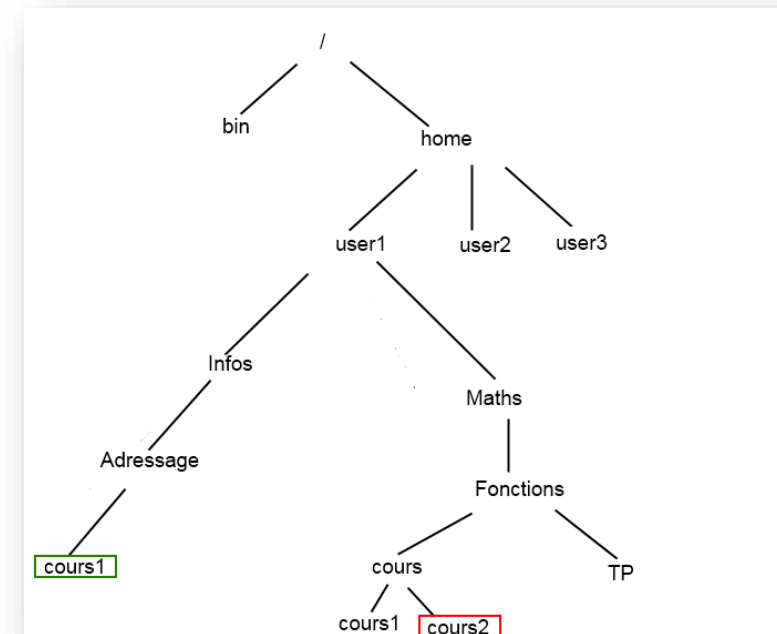 /
bin
home
user1
user2
user3
Infos
Maths
Adressage
Fonctions
cours1
cours
TP
cours1
cours2